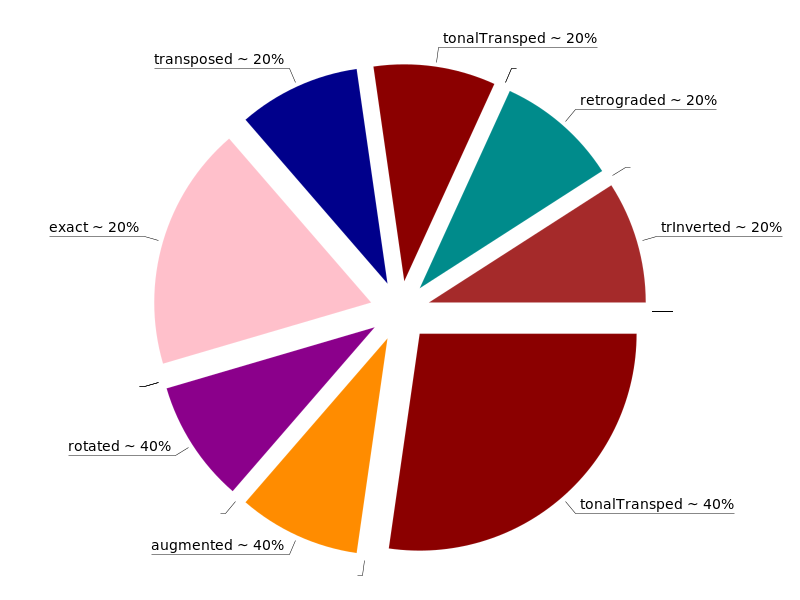 tonalTransped ~ 20%
transposed ~ 20%
retrograded ~ 20%
exact ~ 20%
trInverted ~ 20%
rotated ~ 40%
tonalTransped ~ 40%
augmented ~ 40%